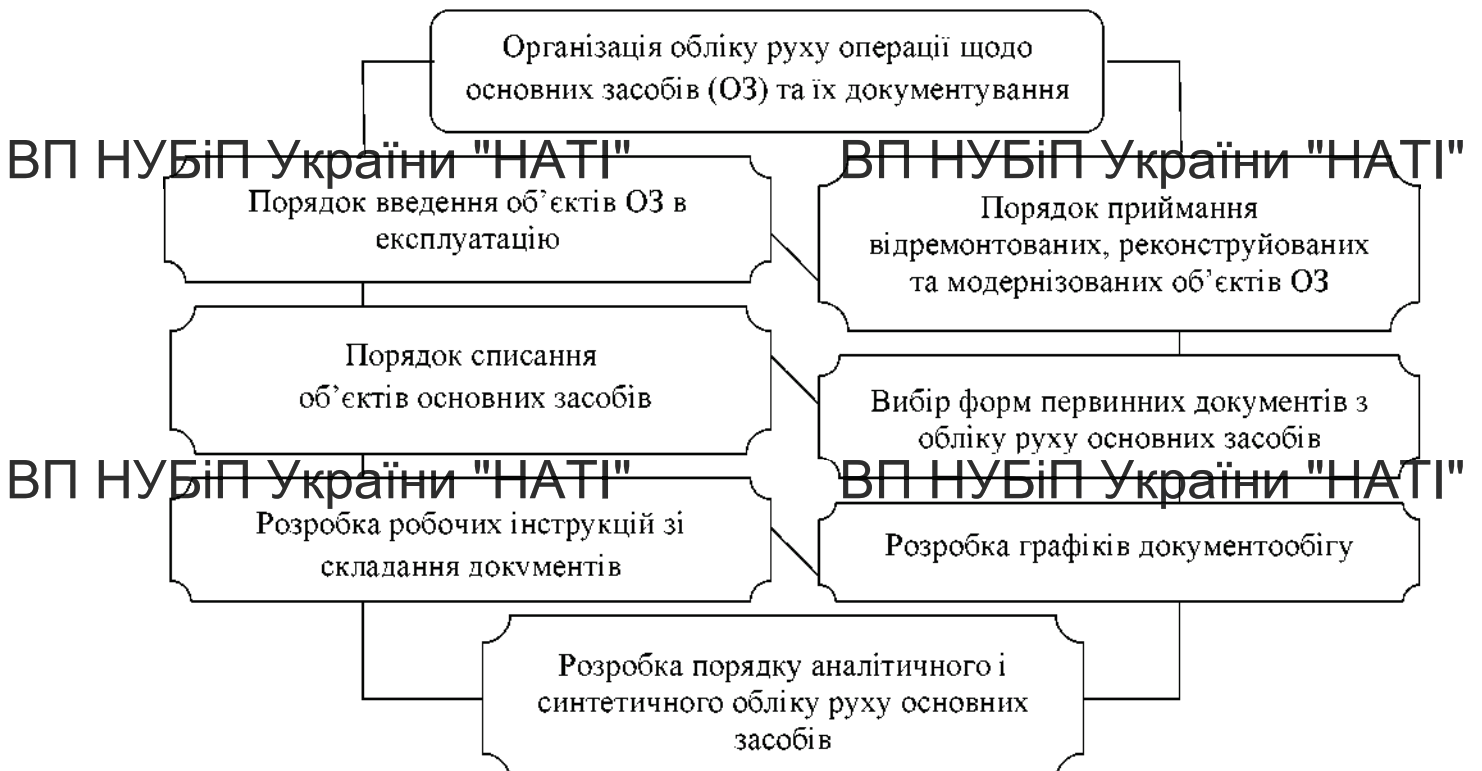 Організація обліку руху операції щодо
основних засобів (ОЗ) та їх документування
ВП НУБіП України "НАТІ"
ВП НУБіП України "НАТІ"
Порядок введення об’єктів ОЗ в
експлуатацію
Порядок приймання
відремонтованих, реконструйованих
та модернізованих об’єктів ОЗ
Порядок списання
об’єктів основних засобів
Вибір форм первинних документів з
обліку руху основних засобів
ВП НУБіП України "НАТІ"
ВП НУБіП України "НАТІ"
Розробка робочих інструкцій зі
складання документів
Розробка графіків документообігу
Розробка порядку аналітичного і
синтетичного обліку руху основних
засобів